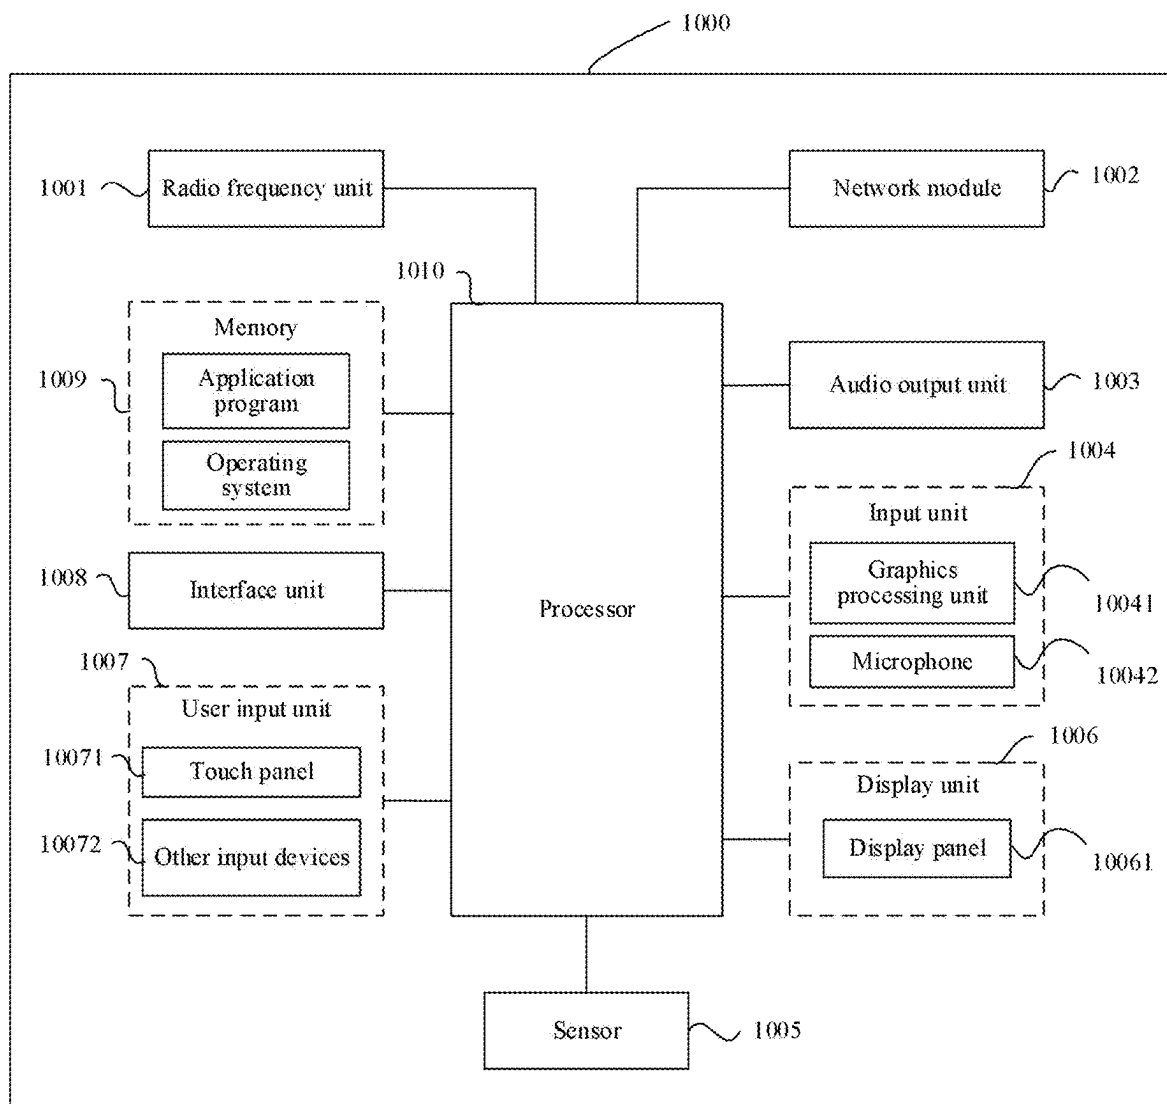 1000
1001
Radio frequency unit
Network module
1002
1010
Memory
Application
program
Operating
system
1009
Audio output unit
1003
1004
Input unit
Graphics
processing unit
10041
Microphone
10042
1008
Interface unit
Processor
1007
User input unit
10071
Touch panel
10072
Other input devices
1006
Display unit
Display panel
10061
Sensor
1005